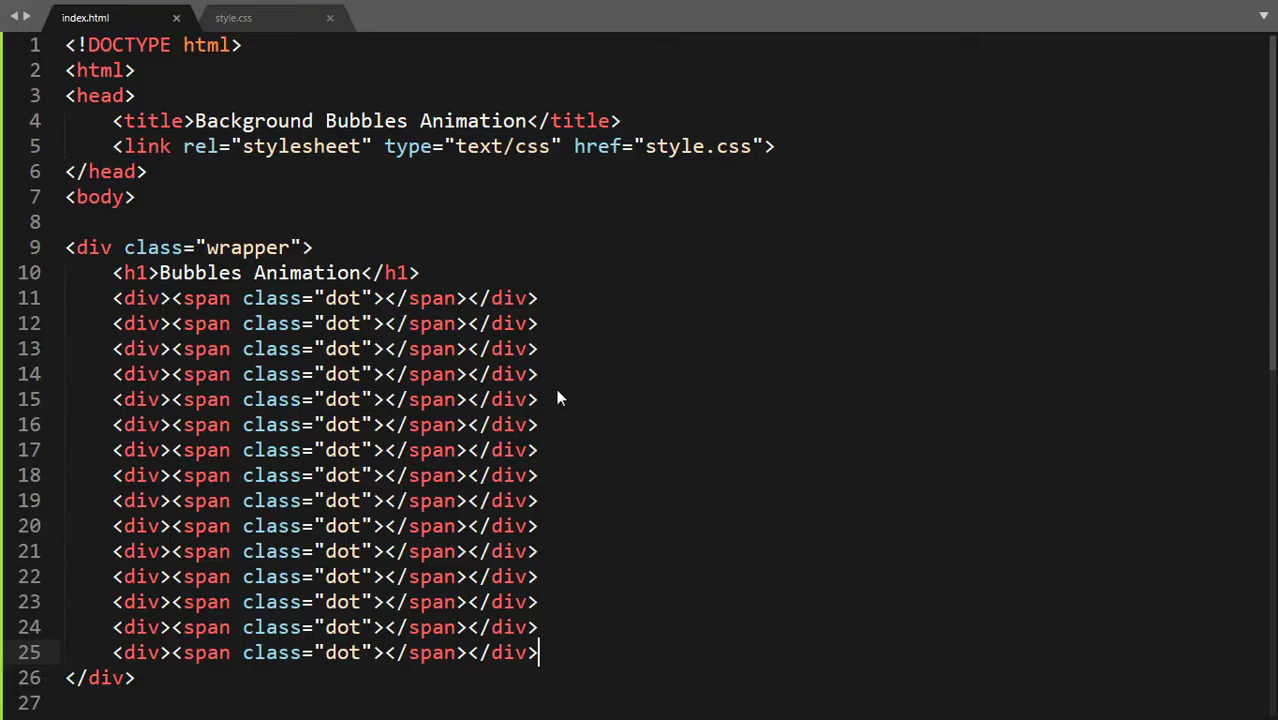 index.html
style.css
1 <!DOCTYPE html>
2 <html>
3 <head>
4 <title>Background Bubbles Animation</title>
5 <link rel="stylesheet" type="text/css" href="style.css">
6 </head>
7 <body>
8
9 <div class="wrapper">
10 <h1>Bubbles Animation</h1>
11 <div><span class="dot"></span></div>
12 <div><span class="dot"></span></div>
13 <div><span class="dot"></span></div>
14 <div><span class="dot"></span></div>
15 <div><span class="dot"></span></div>
16 <div><span class="dot"></span></div>
17 <div><span class="dot"></span></div>
18 <div><span class="dot"></span></div>
19 <div><span class="dot"></span></div>
20 <div><span class="dot"></span></div>
21 <div><span class="dot"></span></div>
22 <div><span class="dot"></span></div>
23 <div><span class="dot"></span></div>
24 <div><span class="dot"></span></div>
25 <div><span class="dot"></span></div>
26 </div>
27